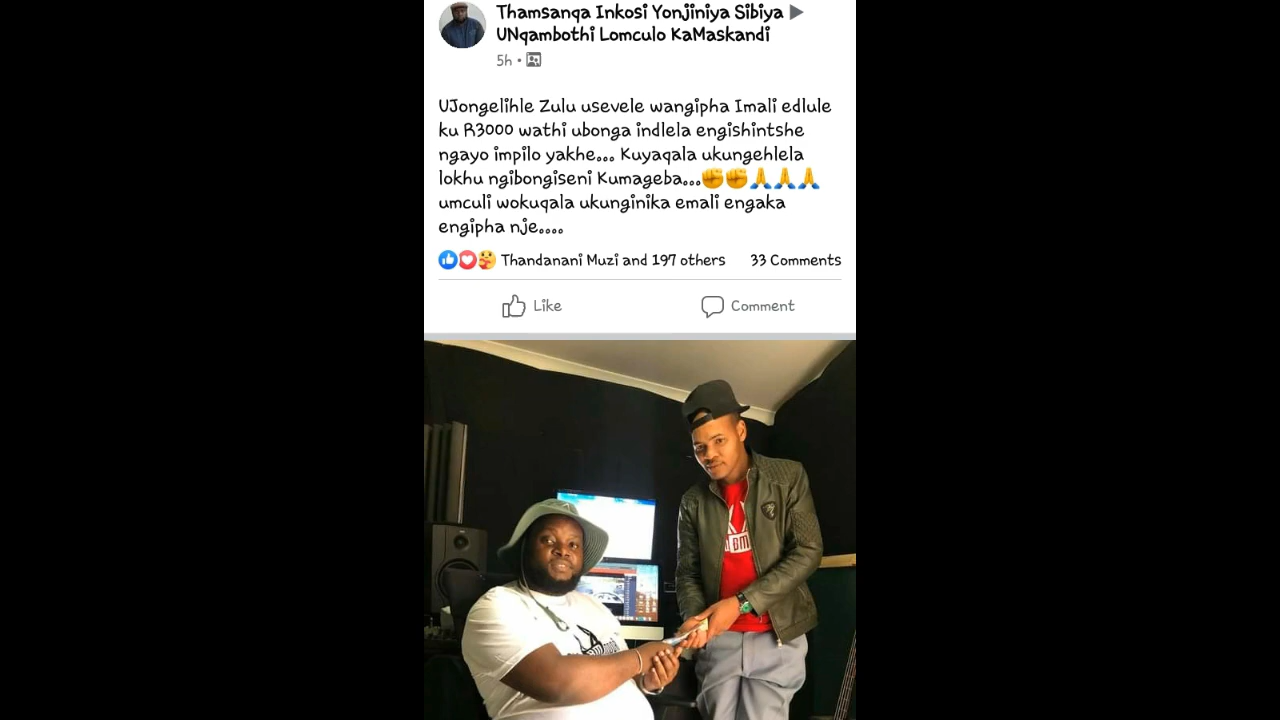 Thamsanqa Inkosi Yonjiniya Sibiya ▶
UNqambothi Lomculo KaMaskandi
5h •
UJongelihle Zulu usevele wangipha Imali edlule
ku R3000 wathi ubonga indlela engishintshe
ngayo impilo yakhe... Kuyaqala ukungehlela
lokhu ngibongiseni Kumageba...✊✊🙏🙏🙏
umculi wokuqala ukunginika emali engaka
engipha nje....
Thandanani Muzi and 197 others 33 Comments
Like Comment
BM